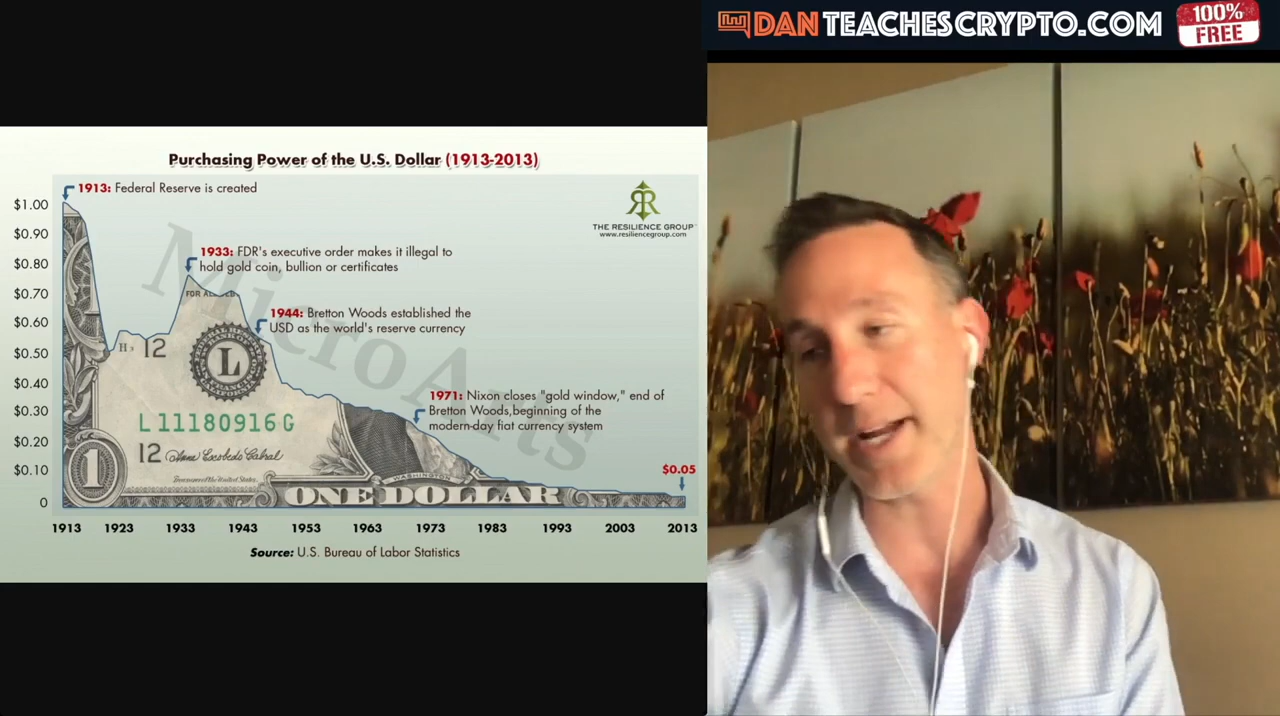 DANTEACHESCRYPTO.COM
100%
FREE
Purchasing Power of the U.S. Dollar (1913-2013)
1913: Federal Reserve is created
THE RESILIENCE GROUP
www.resiliencegroup.com
1933: FDR's executive order makes it illegal to
hold gold coin, bullion or certificates
1944: Bretton Woods established the
USD as the world's reserve currency
1971: Nixon closes "gold window," end of
Bretton Woods,beginning of the
modern-day fiat currency system
$0.05
$1.00
$0.90
$0.80
$0.70
$0.60
$0.50
$0.40
$0.30
$0.20
$0.10
0
MicroArts
H
12
L
L 11180916 G
12
1
WASHINGTON
ONE DOLLAR
1913 1923 1933 1943 1953 1963 1973 1983 1993 2003 2013
Source: U.S. Bureau of Labor Statistics